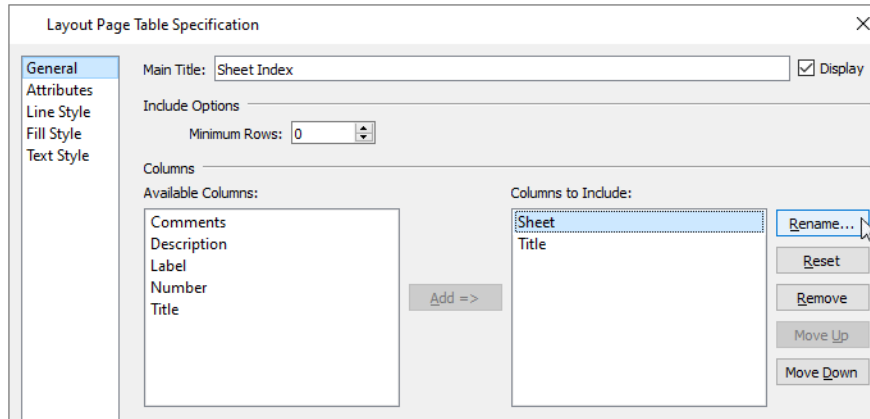 Layout Page Table Specification
General
Attributes
Line Style
Fill Style
Text Style
Main Title: Sheet Index Display
Include Options
Minimum Rows: 0
Columns
Available Columns:
Comments
Description
Label
Number
Title
Add =>
Columns to Include:
Sheet
Title
Rename...
Reset
Remove
Move Up
Move Down